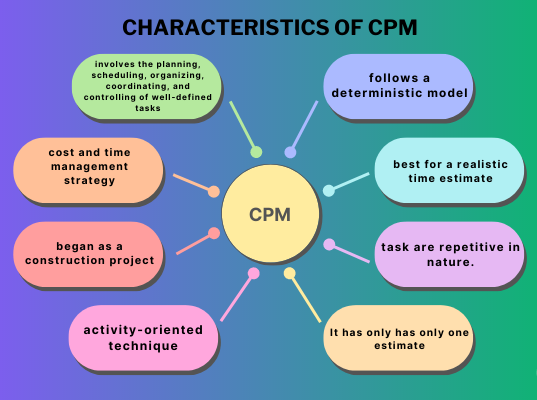 CHARACTERISTICS OF CPM
involves the planning,
scheduling, organizing,
coordinating, and
controlling of well-defined
tasks
follows a
deterministic model
cost and time
management
strategy
best for a realistic
time estimate
CPM
began as a
construction project
task are repetitive in
nature.
activity-oriented
technique
It has only has only one
estimate